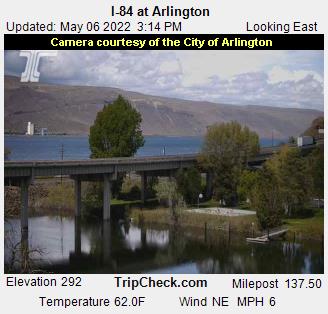 I-84 at Arlington
Updated: May 06 2022 3:14 PM Looking East
Camera courtesy of the City of Arlington
Elevation 292 TripCheck.com Milepost 137.50
Temperature 62.0F Wind NE MPH 6